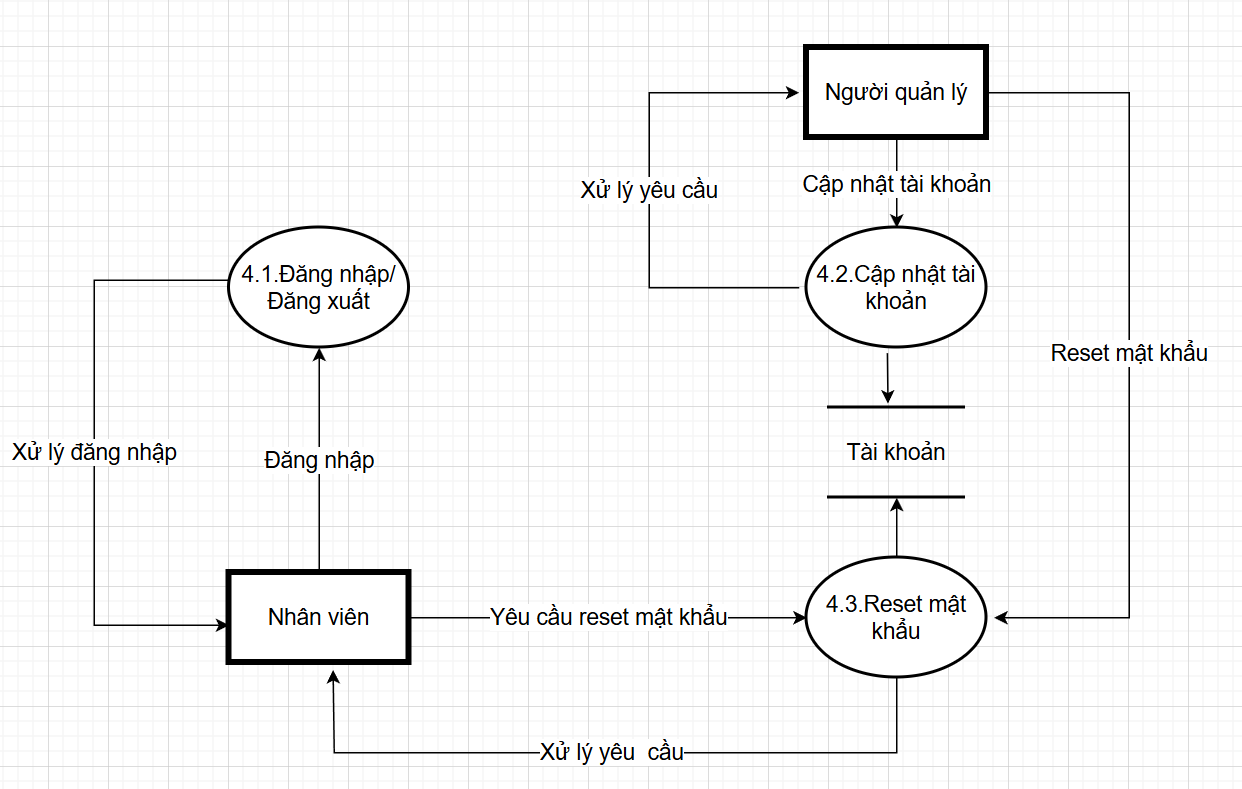 Người quản lý
Xử lý yêu cầu
Cập nhật tài khoản
4.1.Đăng nhập/
Đăng xuất
4.2.Cập nhật tài
khoản
Reset mật khẩu
Xử lý đăng nhập
Đăng nhập
Tài khoản
Nhân viên
Yêu cầu reset mật khẩu
4.3.Reset mật
khẩu
Xử lý yêu  cầu